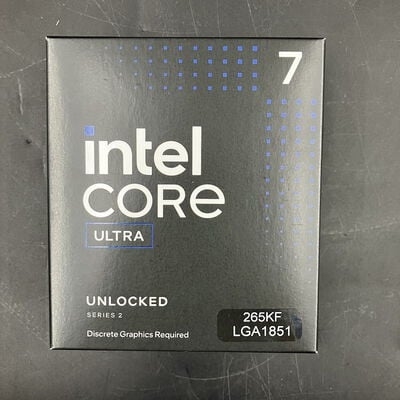 7
intel
CORE
ULTRA
UNLOCKED
SERIES 2
Discrete Graphics Required
265KF
LGA1851